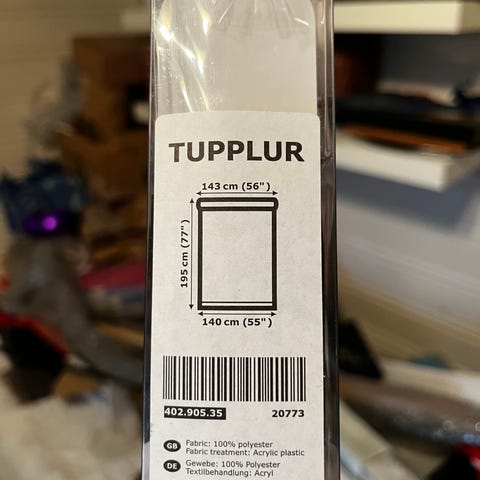 TUPPLUR
143 cm (56")
195 cm (77")
140 cm (55")
402.905.35 20773
GB Fabric: 100% polyester
Fabric treatment: Acrylic plastic
DE Gewebe: 100% Polyester
Textilbehandlung: Acryl